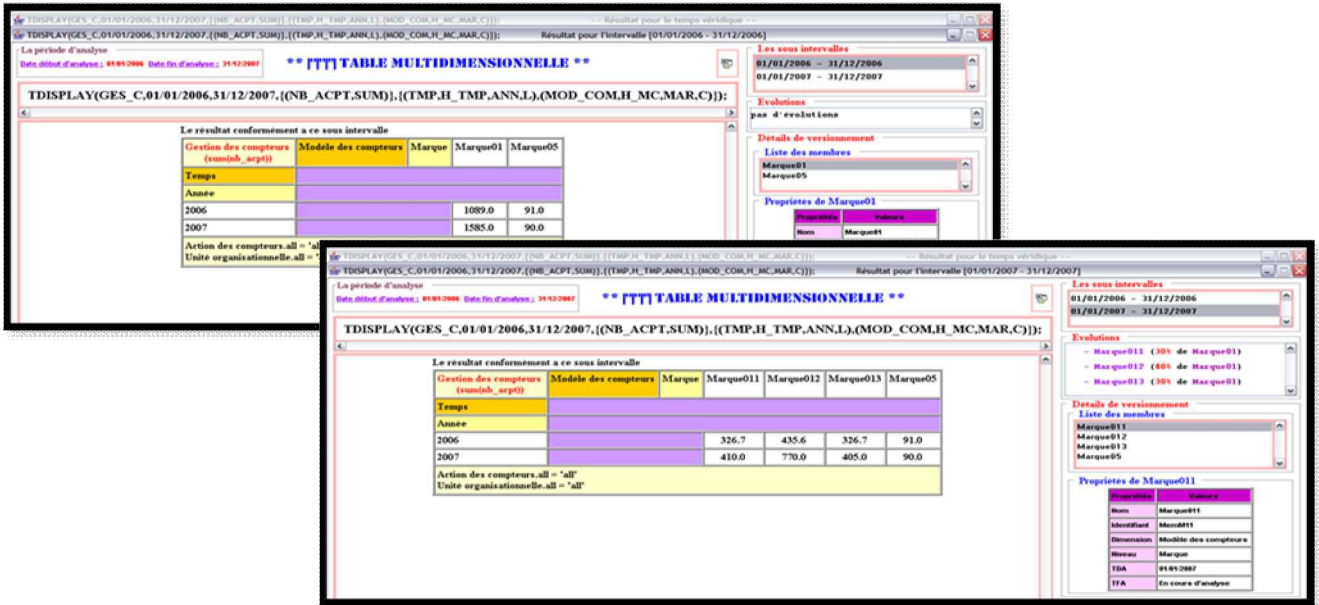 TDISPLAY(GES_C,01/01/2006,31/12/2006,{(NB_ACPT,SUM)},{(TMP,H_TMP,ANN,L),(MOD_COM,H_MC,MAR,C)}); -- Résultat pour le temps véridique --
TDISPLAY(GES_C,01/01/2006,31/12/2006,{(NB_ACPT,SUM)},{(TMP,H_TMP,ANN,L),(MOD_COM,H_MC,MAR,C)}); Résultat pour l'intervalle [01/01/2006 - 31/12/2006]
La période d'analyse
Date début d'analyse : 01/01/2006 Date fin d'analyse : 31/12/2007
** TABLE MULTIDIMENSIONNELLE **
TDISPLAY(GES_C,01/01/2006,31/12/2007,{(NB_ACPT,SUM)},{(TMP,H_TMP,ANN,L),(MOD_COM,H_MC,MAR,C)});
Le résultat conformément a ce sous intervalle
Gestion des compteurs (sum(nb_acpt)) Modèle des compteurs Marque Marque01 Marque05
Temps
Année
2006 1089.0 91.0
2007 1585.0 90.0
Action des compteurs.all = 'al
Unité organisationnelle.all =
Les sous intervalles
01/01/2006 - 31/12/2006
01/01/2007 - 31/12/2007
Evolutions
pas d'évolutions
Détails de versionnement
Liste des membres
Marque01
Marque05
Propriétés de Marque01
Propriétés Valeurs
Nom Marque01
TDISPLAY(GES_C,01/01/2006,31/12/2007,{(NB_ACPT,SUM)},{(TMP,H_TMP,ANN,L),(MOD_COM,H_MC,MAR,C)}); -- Résultat pour le temps véridique --
TDISPLAY(GES_C,01/01/2006,31/12/2007,{(NB_ACPT,SUM)},{(TMP,H_TMP,ANN,L),(MOD_COM,H_MC,MAR,C)}); Résultat pour l'intervalle [01/01/2007 - 31/12/2007]
La période d'analyse
Date début d'analyse : 01/01/2006 Date fin d'analyse : 31/12/2007
** TABLE MULTIDIMENSIONNELLE **
TDISPLAY(GES_C,01/01/2006,31/12/2007,{(NB_ACPT,SUM)},{(TMP,H_TMP,ANN,L),(MOD_COM,H_MC,MAR,C)});
Le résultat conformément a ce sous intervalle
Gestion des compteurs (sum(nb_acpt)) Modèle des compteurs Marque Marque011 Marque012 Marque013 Marque05
Temps
Année
2006 326.7 435.6 326.7 91.0
2007 410.0 770.0 405.0 90.0
Action des compteurs.all = 'all'
Unité organisationnelle.all = 'all'
Les sous intervalles
01/01/2006 - 31/12/2006
01/01/2007 - 31/12/2007
Evolutions
- Marque011 (30% de Marque01)
- Marque012 (40% de Marque01)
- Marque013 (30% de Marque01)
Détails de versionnement
Liste des membres
Marque011
Marque012
Marque013
Marque05
Propriétés de Marque011
Propriétés Valeurs
Nom Marque011
Identifiant MemM11
Dimension Modèle des compteurs
Niveau Marque
TDA 01/01/2007
TFA En cours d'analyse